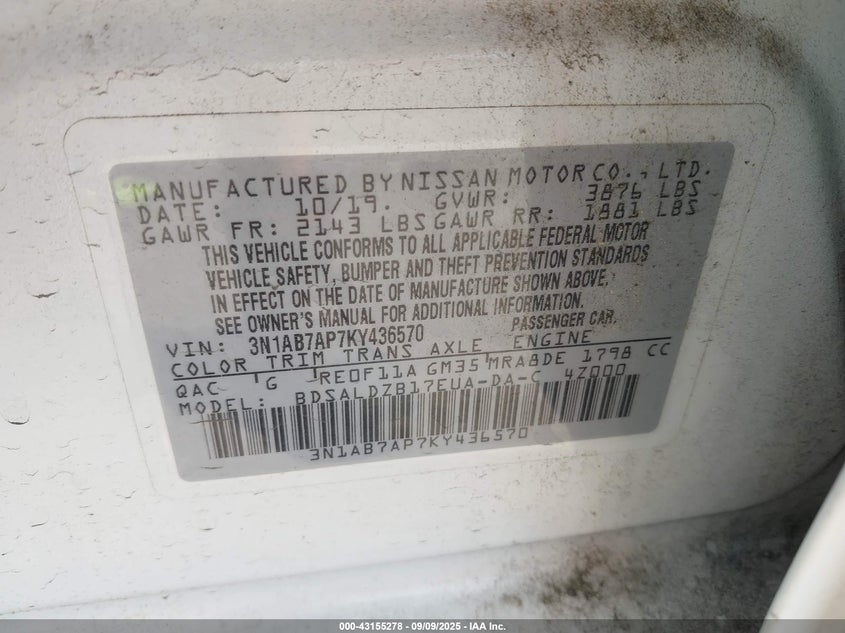 MANUFACTURED BY NISSAN MOTOR CO., LTD.
DATE: 10/19. GVWR: 3876 LBS
GAWR FR: 2143 LBS GAWR RR: 1881 LBS
THIS VEHICLE CONFORMS TO ALL APPLICABLE FEDERAL MOTOR
VEHICLE SAFETY, BUMPER AND THEFT PREVENTION STANDARDS
IN EFFECT ON THE DATE OF MANUFACTURE SHOWN ABOVE.
SEE OWNER'S MANUAL FOR ADDITIONAL INFORMATION.
VIN: 3N1AB7AP7KY436570 PASSENGER CAR.
COLOR TRIM TRANS AXLE ENGINE
QAC G RE0F11A GM35 MRA8DE 1798 CC
MODEL: BDSALDZB17EUA-DA-C 4Z000
3N1AB7AP7KY436570
000-43155278 - 09/09/2025 - IAA Inc.